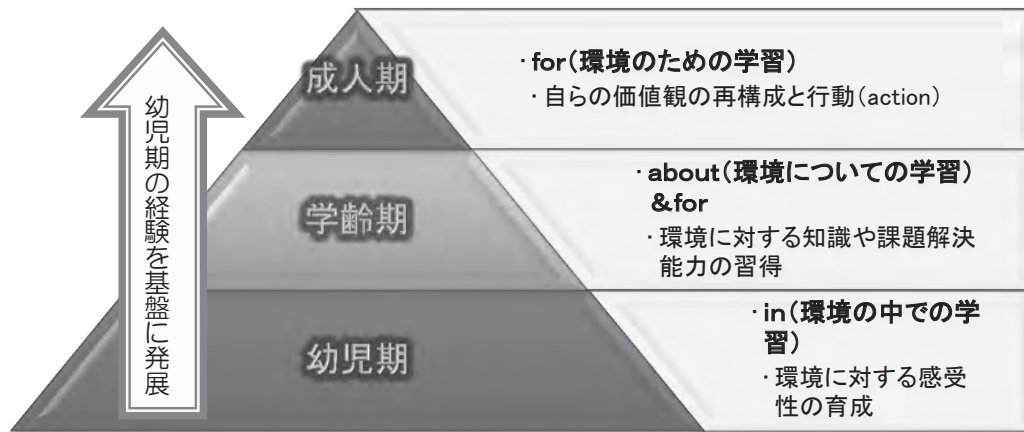 幼児期の経験を基盤に発展
成人期
・for（環境のための学習）
・自らの価値観の再構成と行動（action）
学齢期
・about（環境についての学習）
&for
・環境に対する知識や課題解決
能力の習得
幼児期
・in（環境の中での学
習）
・環境に対する感受
性の育成